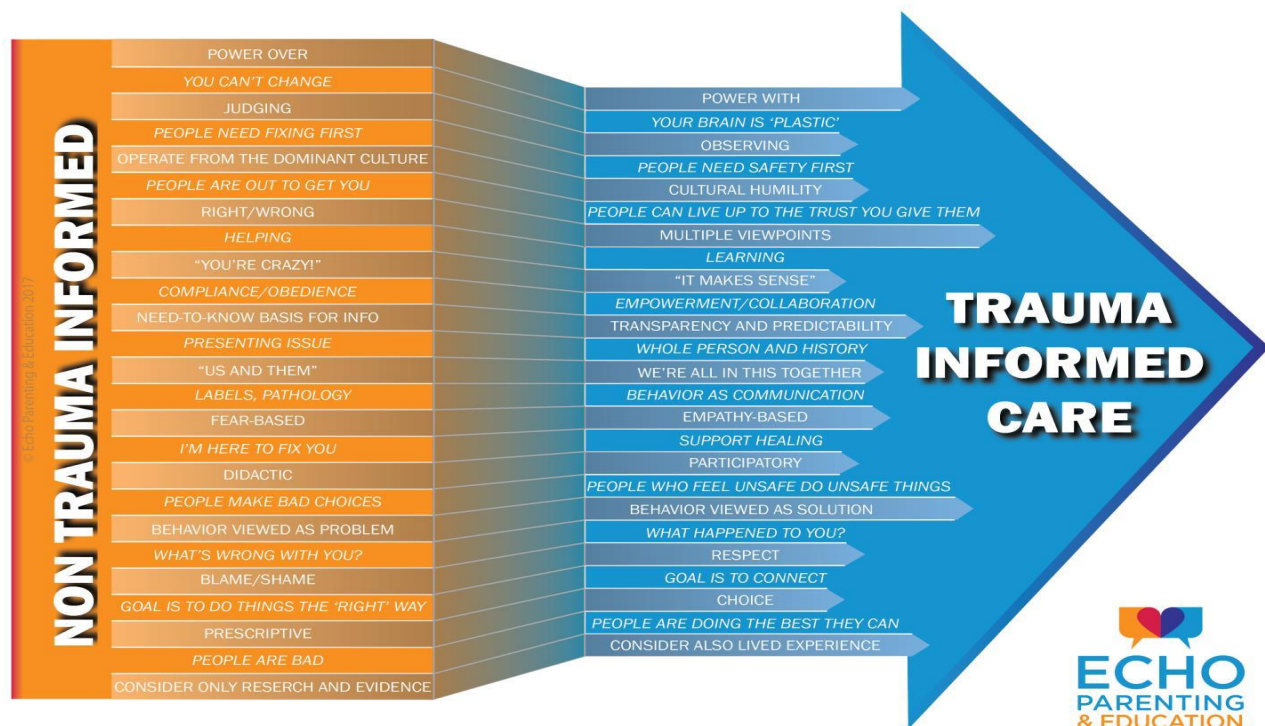 NON TRAUMA INFORMED
© Echo Parenting & Education 2017
POWER OVER
YOU CAN'T CHANGE
JUDGING
PEOPLE NEED FIXING FIRST
OPERATE FROM THE DOMINANT CULTURE
PEOPLE ARE OUT TO GET YOU
RIGHT/WRONG
HELPING
“YOU'RE CRAZY!”
COMPLIANCE/OBEDIENCE
NEED-TO-KNOW BASIS FOR INFO
PRESENTING ISSUE
“US AND THEM”
LABELS, PATHOLOGY
FEAR-BASED
I'M HERE TO FIX YOU
DIDACTIC
PEOPLE MAKE BAD CHOICES
BEHAVIOR VIEWED AS PROBLEM
WHAT'S WRONG WITH YOU?
BLAME/SHAME
GOAL IS TO DO THINGS THE ‘RIGHT’ WAY
PRESCRIPTIVE
PEOPLE ARE BAD
CONSIDER ONLY RESERCH AND EVIDENCE
POWER WITH
YOUR BRAIN IS ‘PLASTIC’
OBSERVING
PEOPLE NEED SAFETY FIRST
CULTURAL HUMILITY
PEOPLE CAN LIVE UP TO THE TRUST YOU GIVE THEM
MULTIPLE VIEWPOINTS
LEARNING
“IT MAKES SENSE”
EMPOWERMENT/COLLABORATION
TRANSPARENCY AND PREDICTABILITY
WHOLE PERSON AND HISTORY
WE'RE ALL IN THIS TOGETHER
BEHAVIOR AS COMMUNICATION
EMPATHY-BASED
SUPPORT HEALING
PARTICIPATORY
PEOPLE WHO FEEL UNSAFE DO UNSAFE THINGS
BEHAVIOR VIEWED AS SOLUTION
WHAT HAPPENED TO YOU?
RESPECT
GOAL IS TO CONNECT
CHOICE
PEOPLE ARE DOING THE BEST THEY CAN
CONSIDER ALSO LIVED EXPERIENCE
TRAUMA
INFORMED
CARE
ECHO
PARENTING
& EDUCATION